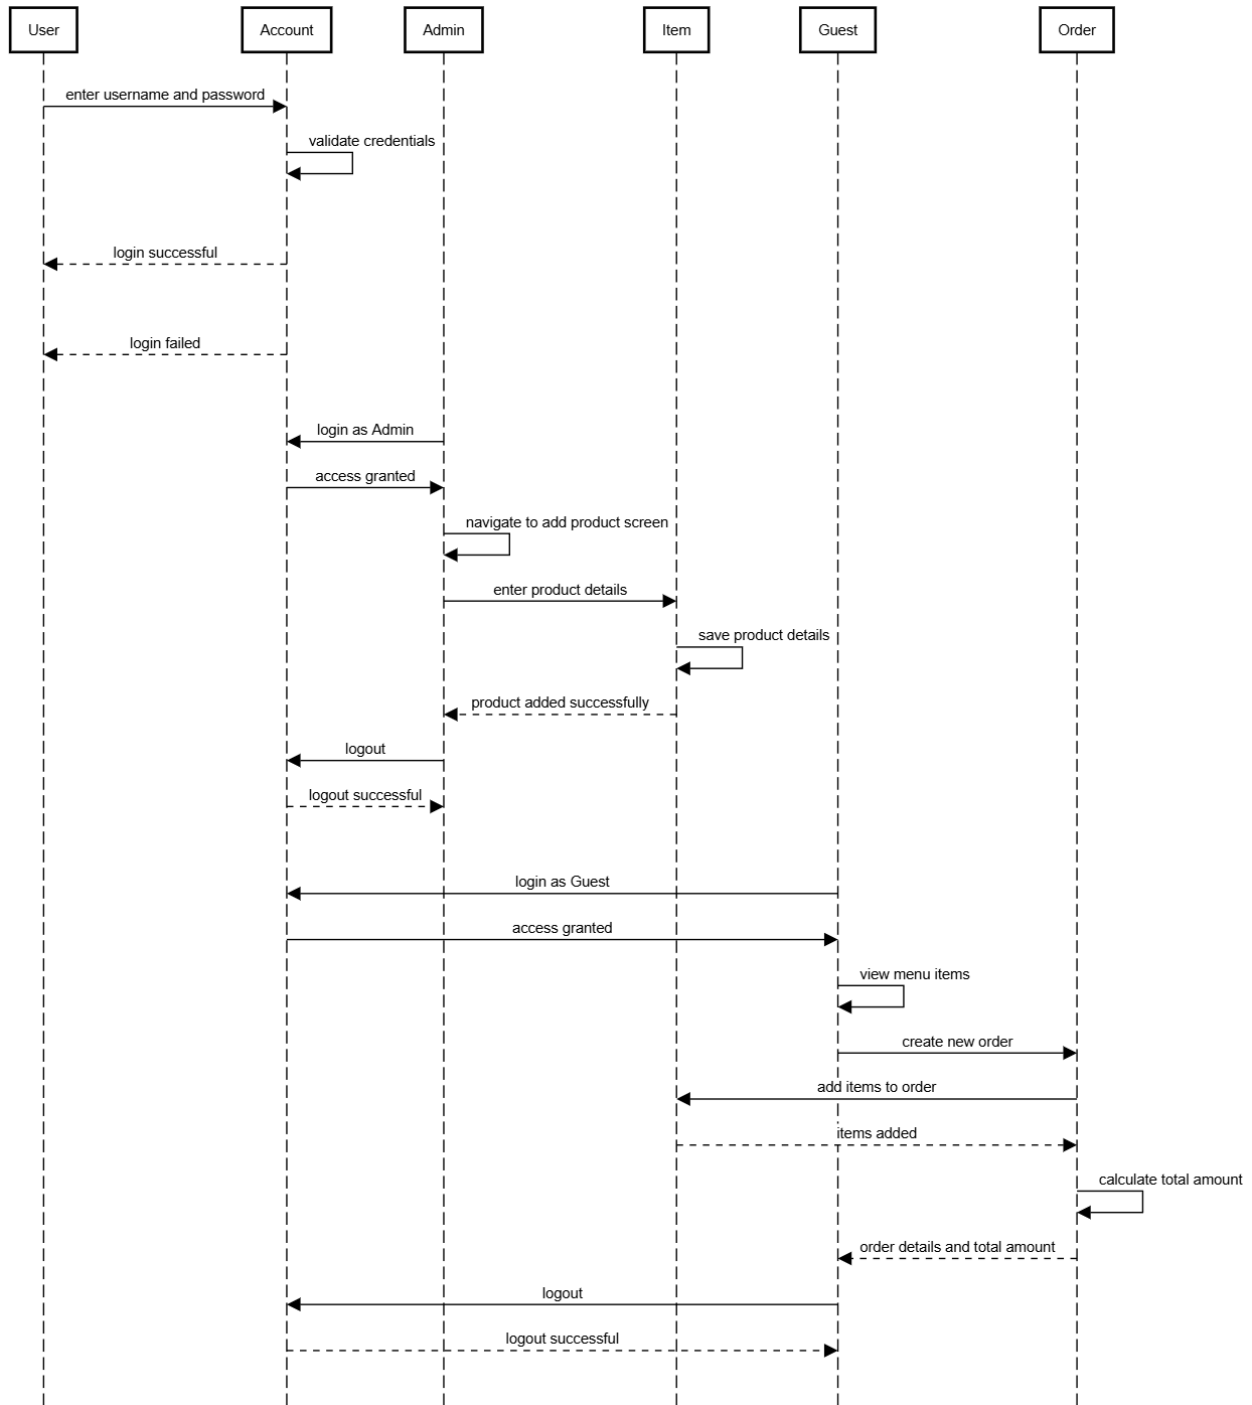 User
Account
Admin
Item
Guest
Order
enter username and password
validate credentials
login successful
login failed
login as Admin
access granted
navigate to add product screen
enter product details
save product details
product added successfully
logout
logout successful
login as Guest
access granted
view menu items
create new order
add items to order
items added
calculate total amount
order details and total amount
logout
logout successful